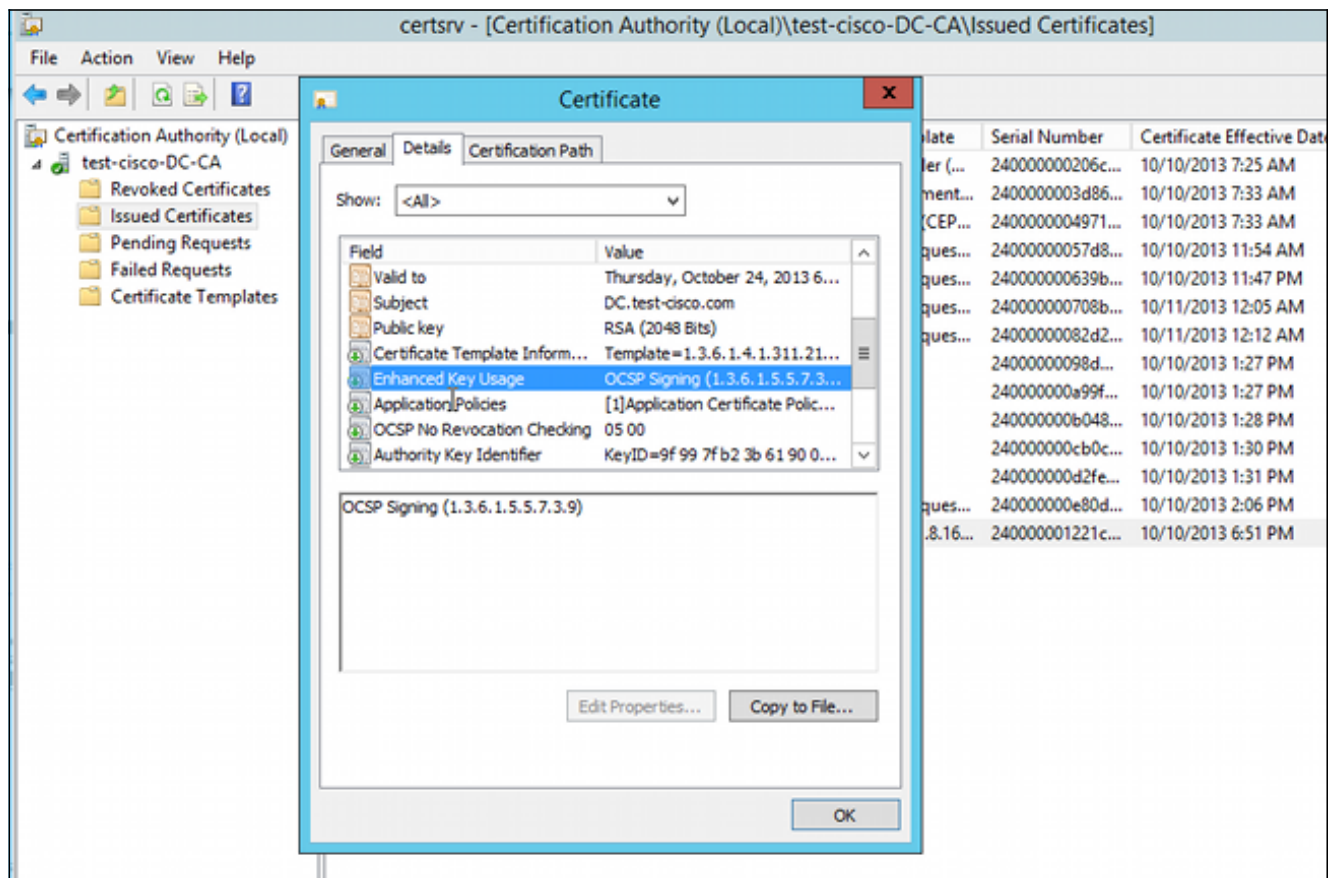 certsrv - [Certification Authority (Local)\test-cisco-DC-CA\Issued Certificates]
File Action View Help
Certification Authority (Local)
test-cisco-DC-CA
Revoked Certificates
Issued Certificates
Pending Requests
Failed Requests
Certificate Templates
Certificate
x
General Details Certification Path
Show: <All>
Field Value
Valid to Thursday, October 24, 2013 6...
Subject DC.test-cisco.com
Public key RSA (2048 Bits)
Certificate Template Inform... Template=1.3.6.1.4.1.311.21...
Enhanced Key Usage OCSP Signing (1.3.6.1.5.5.7.3...
Application Policies [1]Application Certificate Polic...
OCSP No Revocation Checking 05 00
Authority Key Identifier KeyID=9f 99 7f b2 3b 61 90 0...
OCSP Signing (1.3.6.1.5.5.7.3.9)
Edit Properties... Copy to File...
OK
plate Serial Number Certificate Effective Date
ler (... 240000000206c... 10/10/2013 7:25 AM
ment... 2400000003d86... 10/10/2013 7:33 AM
(CEP... 240000004971... 10/10/2013 7:33 AM
ques... 24000000057d8... 10/10/2013 11:54 AM
ques... 24000000639b... 10/10/2013 11:47 PM
ques... 24000000708b... 10/11/2013 12:05 AM
ques... 24000000082d2... 10/11/2013 12:12 AM
24000000098d... 10/10/2013 1:27 PM
240000000a99f... 10/10/2013 1:27 PM
240000000b048... 10/10/2013 1:28 PM
240000000cb0c... 10/10/2013 1:30 PM
240000000d2fe... 10/10/2013 1:31 PM
ques... 240000000e80d... 10/10/2013 2:06 PM
.8.16... 240000001221c... 10/10/2013 6:51 PM